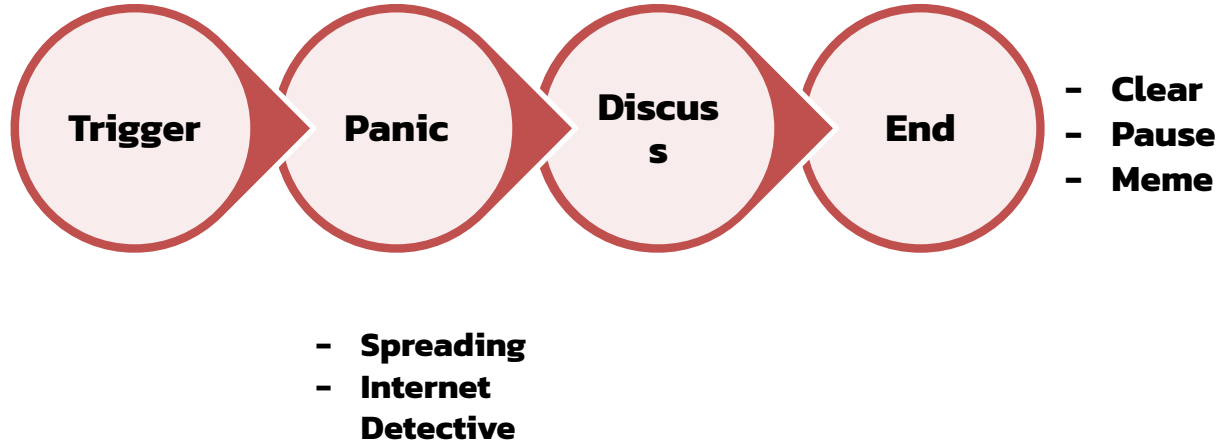 Trigger
Panic
Discus
s
End
- Clear
- Pause
- Meme
- Spreading
- Internet
Detective